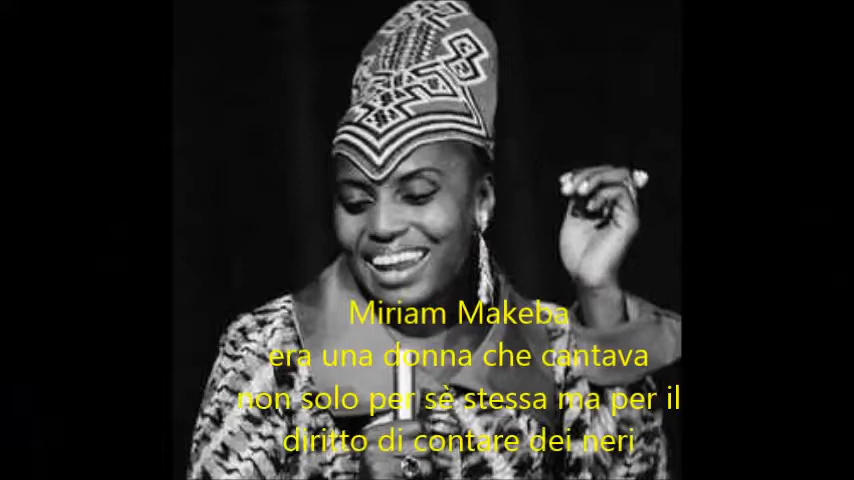 Miriam Makeba
era una donna che cantava
non solo per sè stessa ma per il
diritto di contare dei neri